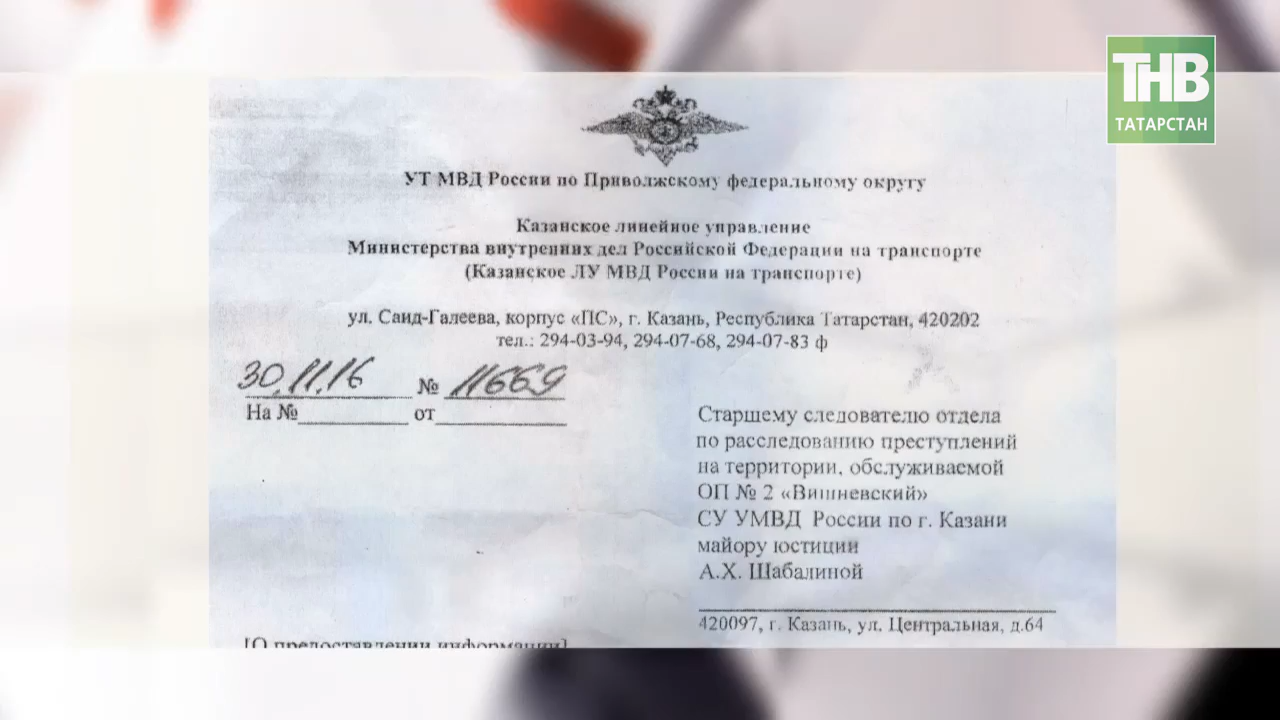 ТНВ
ТАТАРСТАН
УТ МВД России по Приволжскому федеральному округу
Казанское линейное управление
Министерства внутренних дел Российской Федерации на транспорте
(Казанское ЛУ МВД России на транспорте)
ул. Саид-Галеева, корпус «ПС», г. Казань, Республика Татарстан, 420202
тел.: 294-03-94, 294-07-68, 294-07-83 ф
30.11.16 № 11669
На № от
Старшему следователю отдела
по расследованию преступлений
на территории, обслуживаемой
ОП № 2 «Вишневский»
СУ УМВД России по г. Казани
майору юстиции
А.Х. Шабалиной
420097, г. Казань, ул. Центральная, д.64
[О предоставлении информации]